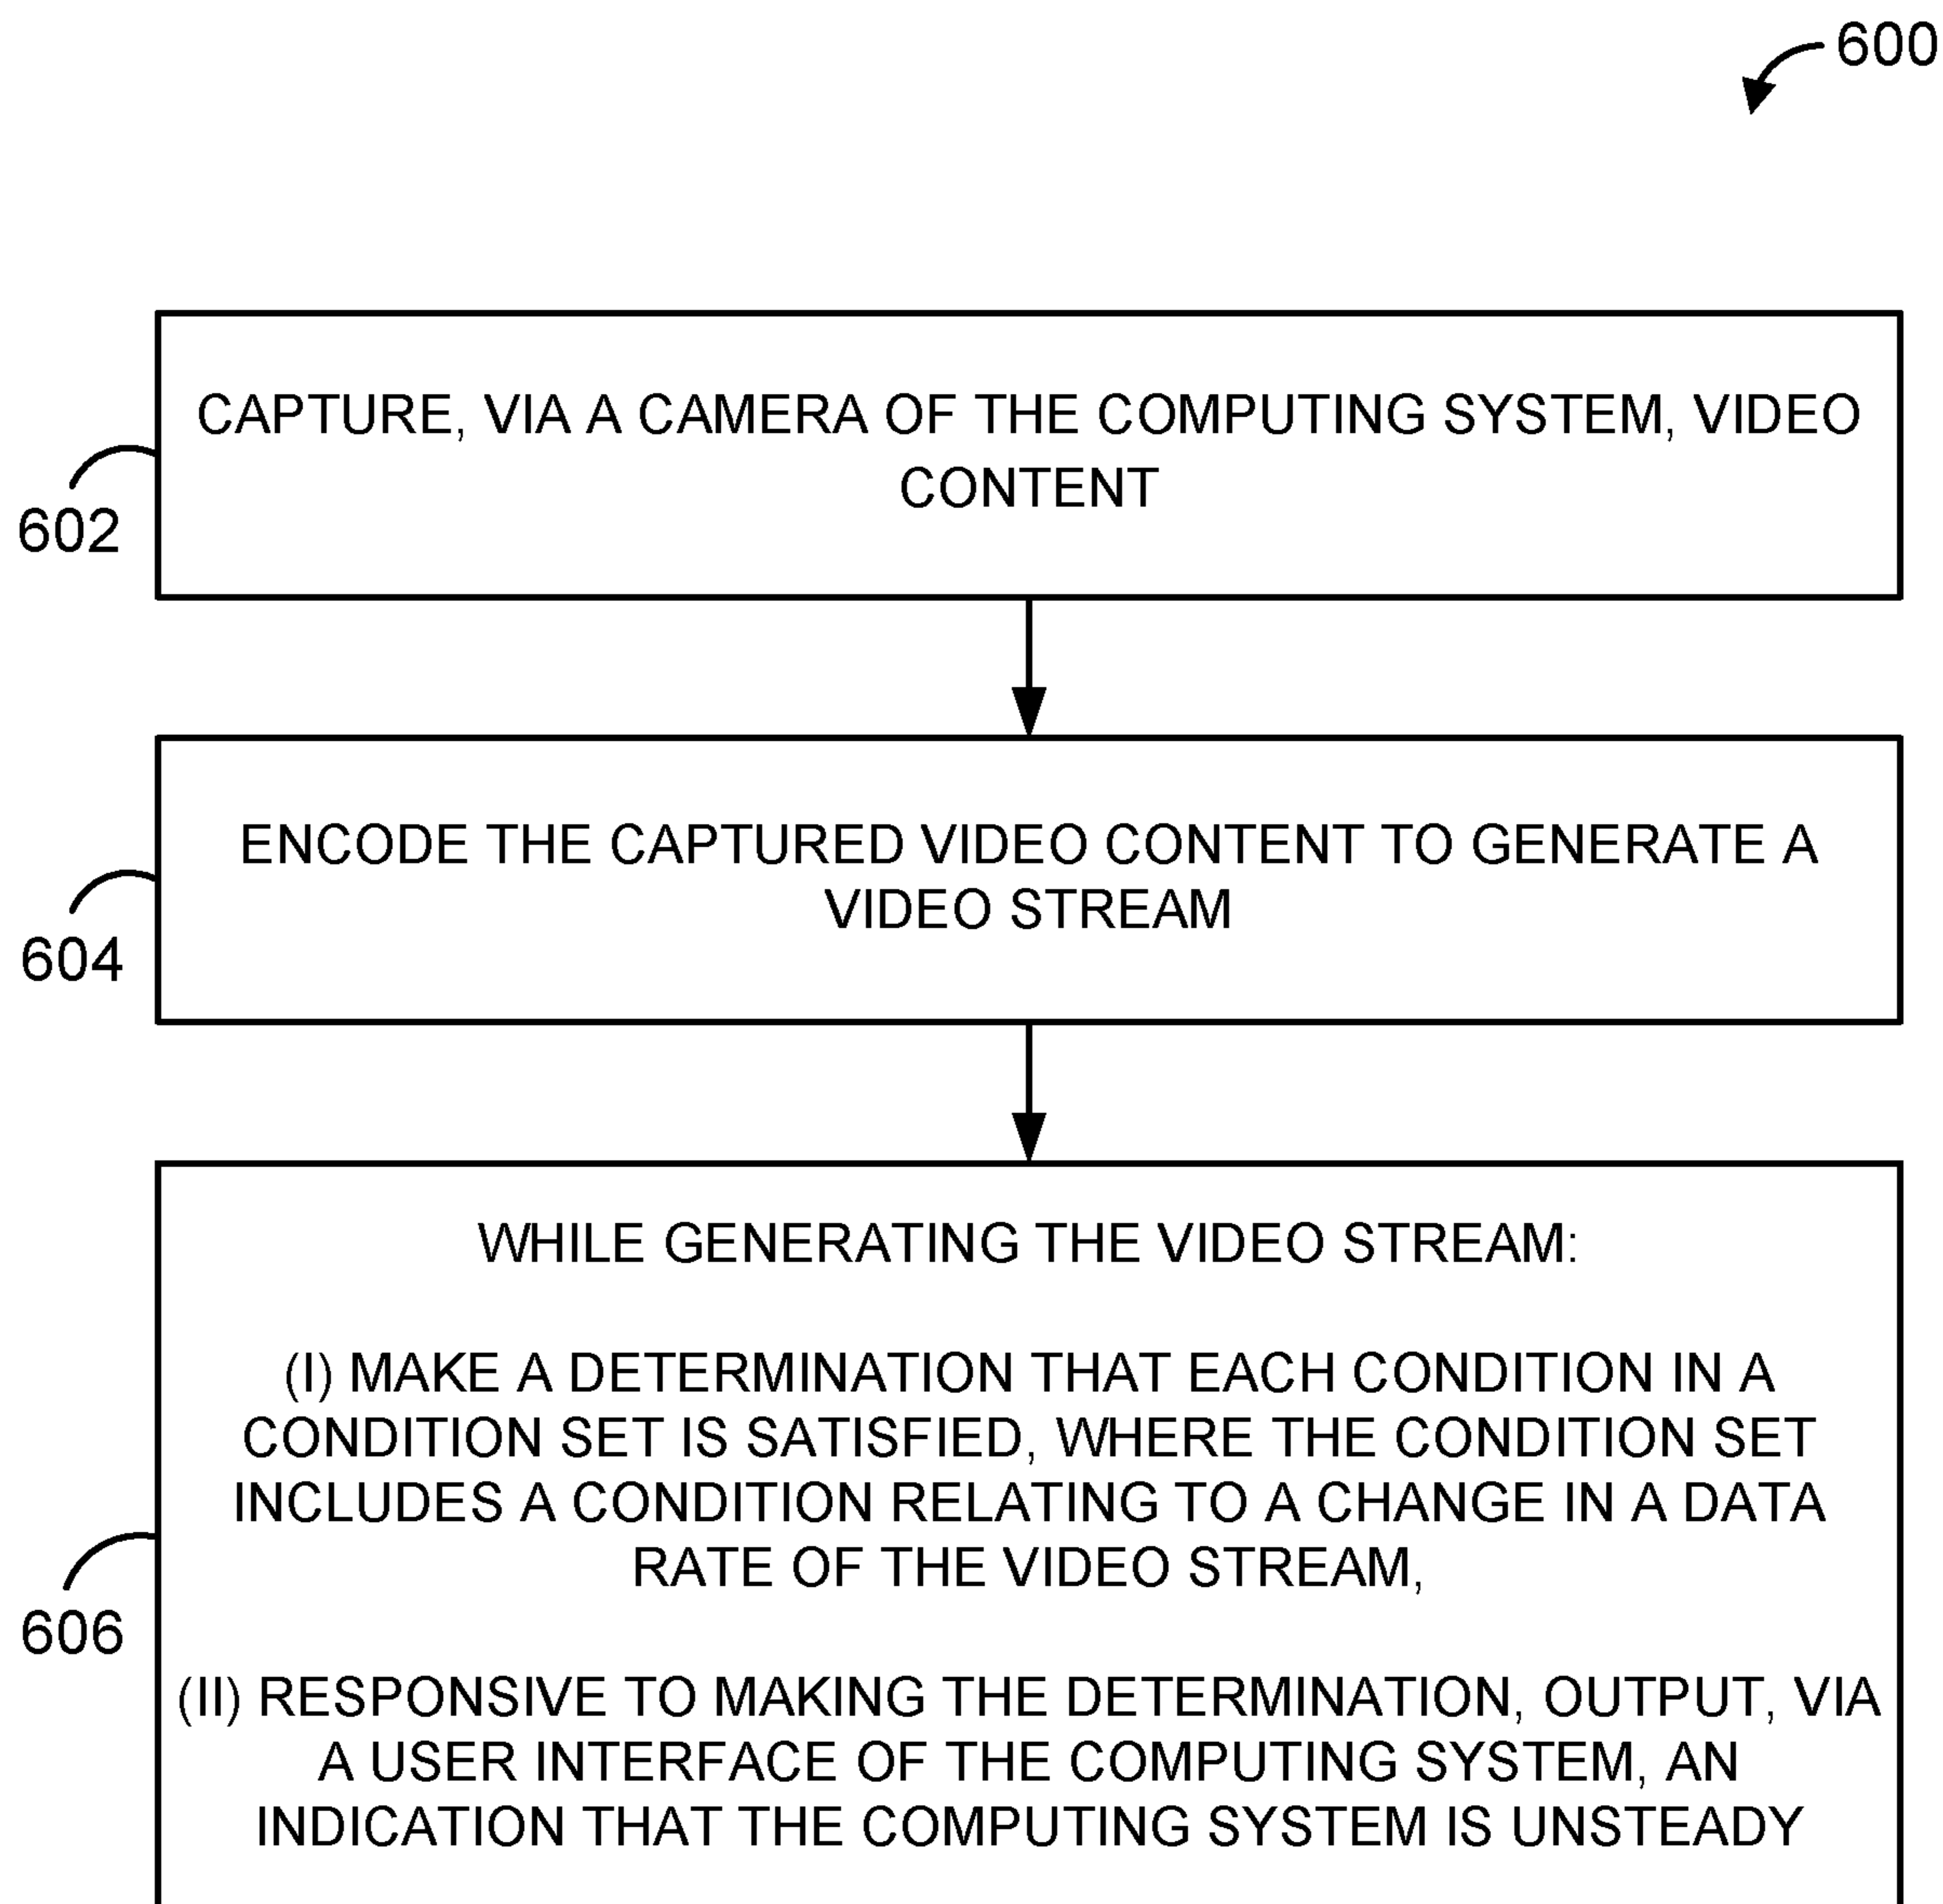 600
CAPTURE, VIA A CAMERA OF THE COMPUTING SYSTEM, VIDEO
CONTENT
602
ENCODE THE CAPTURED VIDEO CONTENT TO GENERATE A
VIDEO STREAM
604
WHILE GENERATING THE VIDEO STREAM:
(I) MAKE A DETERMINATION THAT EACH CONDITION IN A
CONDITION SET IS SATISFIED, WHERE THE CONDITION SET
INCLUDES A CONDITION RELATING TO A CHANGE IN A DATA
RATE OF THE VIDEO STREAM,
606
(II) RESPONSIVE TO MAKING THE DETERMINATION, OUTPUT, VIA
A USER INTERFACE OF THE COMPUTING SYSTEM, AN
INDICATION THAT THE COMPUTING SYSTEM IS UNSTEADY